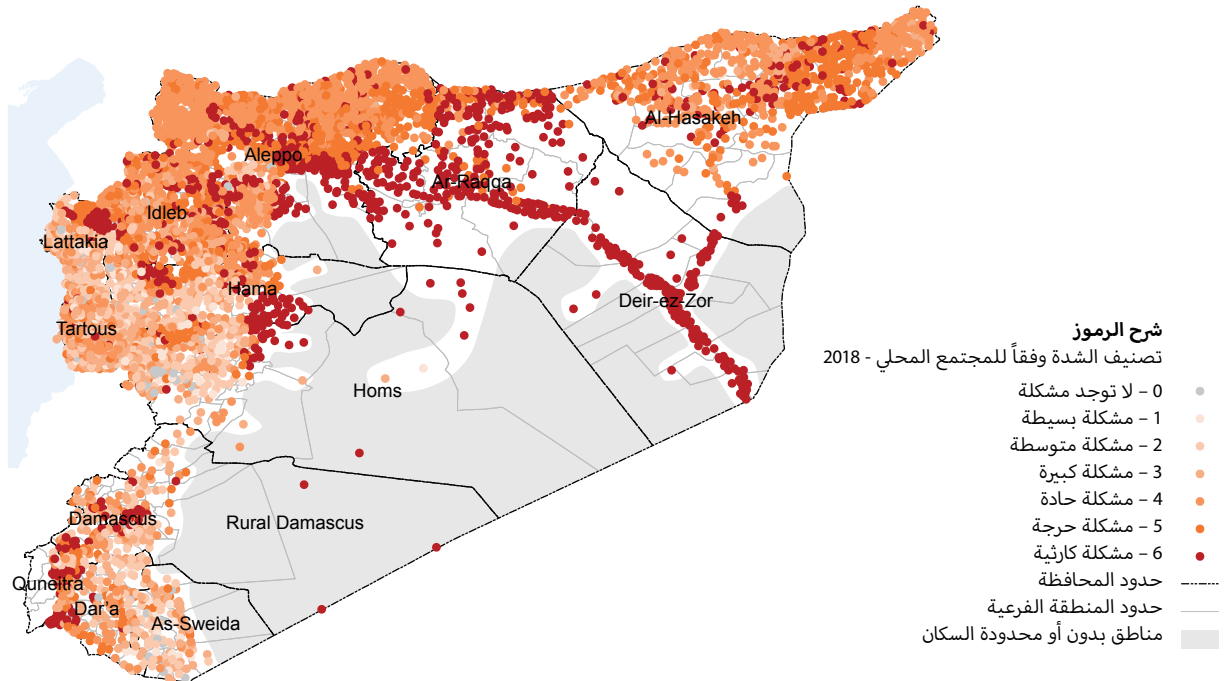 Al-Hasakeh
Aleppo
Ar-Raqqa
Idleb
Lattakia
Hama
Deir-ez-Zor
Tartous
Homs
Damascus
Rural Damascus
Quneitra
Dar'a
As-Sweida
شرح الرموز
تصنيف الشدة وفقاً للمجتمع المحلي - 2018
0 – لا توجد مشكلة
1 – مشكلة بسيطة
2 – مشكلة متوسطة
3 – مشكلة كبيرة
4 – مشكلة حادة
5 – مشكلة حرجة
6 – مشكلة كارثية
حدود المحافظة
حدود المنطقة الفرعية
مناطق بدون أو محدودة السكان